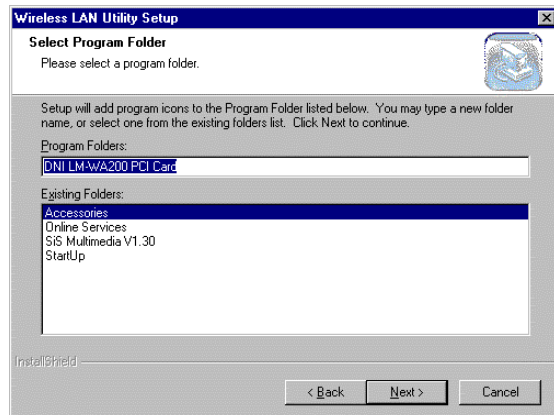 Wireless LAN Utility Setup
Select Program Folder
Please select a program folder.
Setup will add program icons to the Program Folder listed below. You may type a new folder
name, or select one from the existing folders list. Click Next to continue.
Program Folders:
DNI LM-WA200 PCI Card
Existing Folders:
Accessories
Online Services
SiS Multimedia V1.30
StartUp
InstallShield
< Back
Next >
Cancel